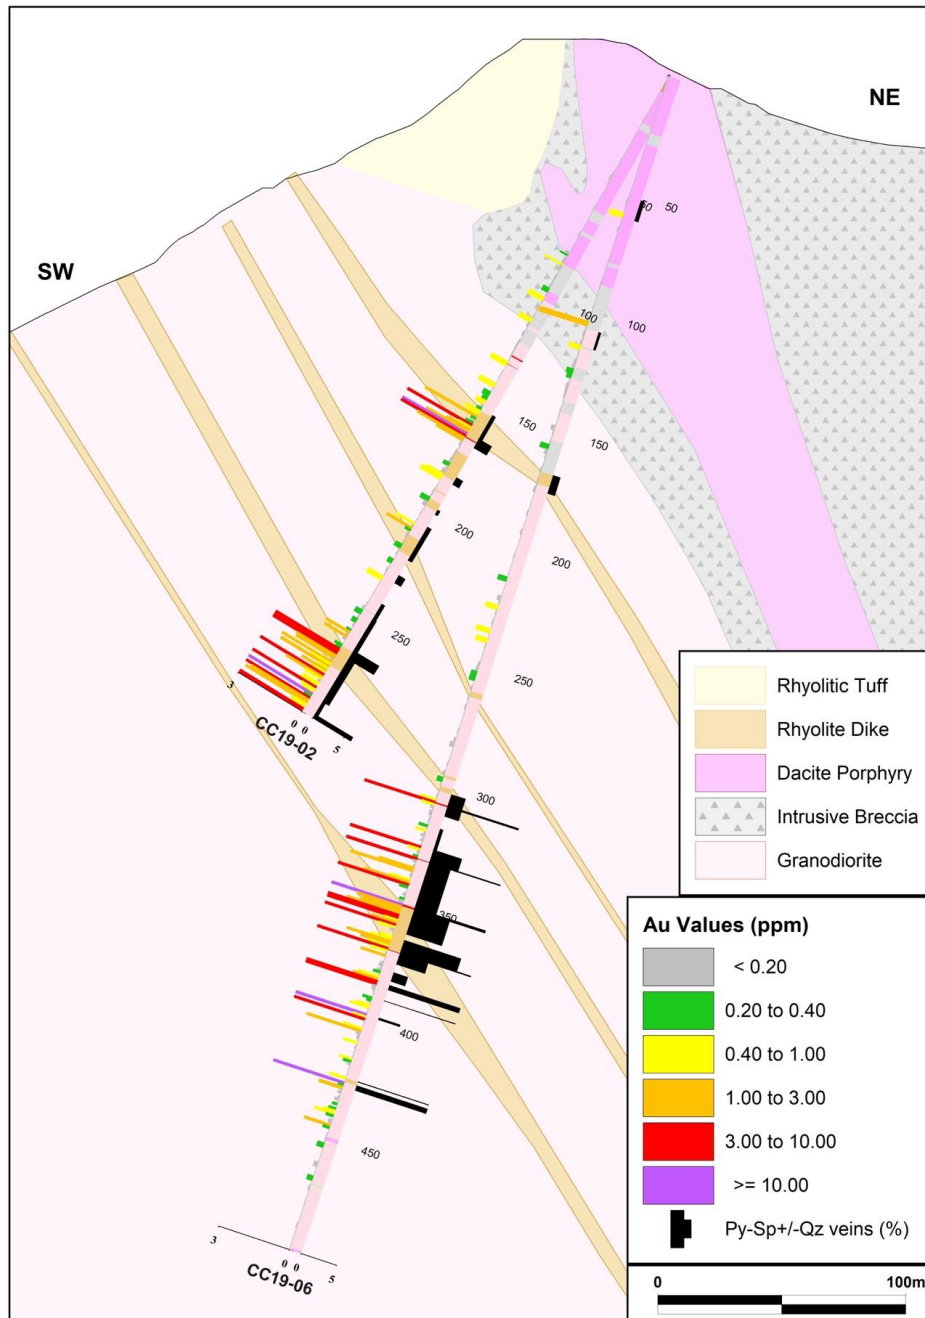 NE
SW
50 50
100
100
150
150
200
200
250
250
3
0 0
5
CC19-02
300
350
400
450
3
0 0
5
CC19-06
Rhyolitic Tuff
Rhyolite Dike
Dacite Porphyry
Intrusive Breccia
Granodiorite
Au Values (ppm)
< 0.20
0.20 to 0.40
0.40 to 1.00
1.00 to 3.00
3.00 to 10.00
>= 10.00
Py-Sp+/-Qz veins (%)
0 100m